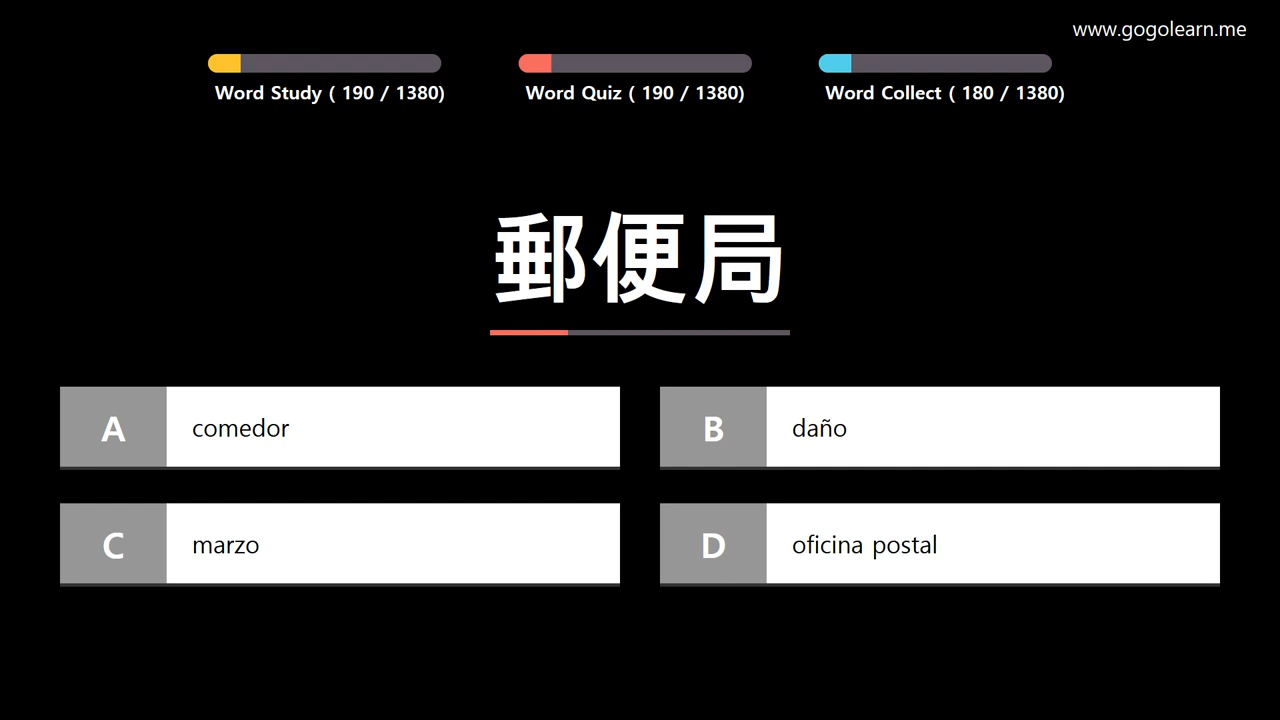 www.gogolearn.me
Word Study ( 190 / 1380)
Word Quiz ( 190 / 1380)
Word Collect ( 180 / 1380)
郵便局
A comedor
B daño
C marzo
D oficina postal